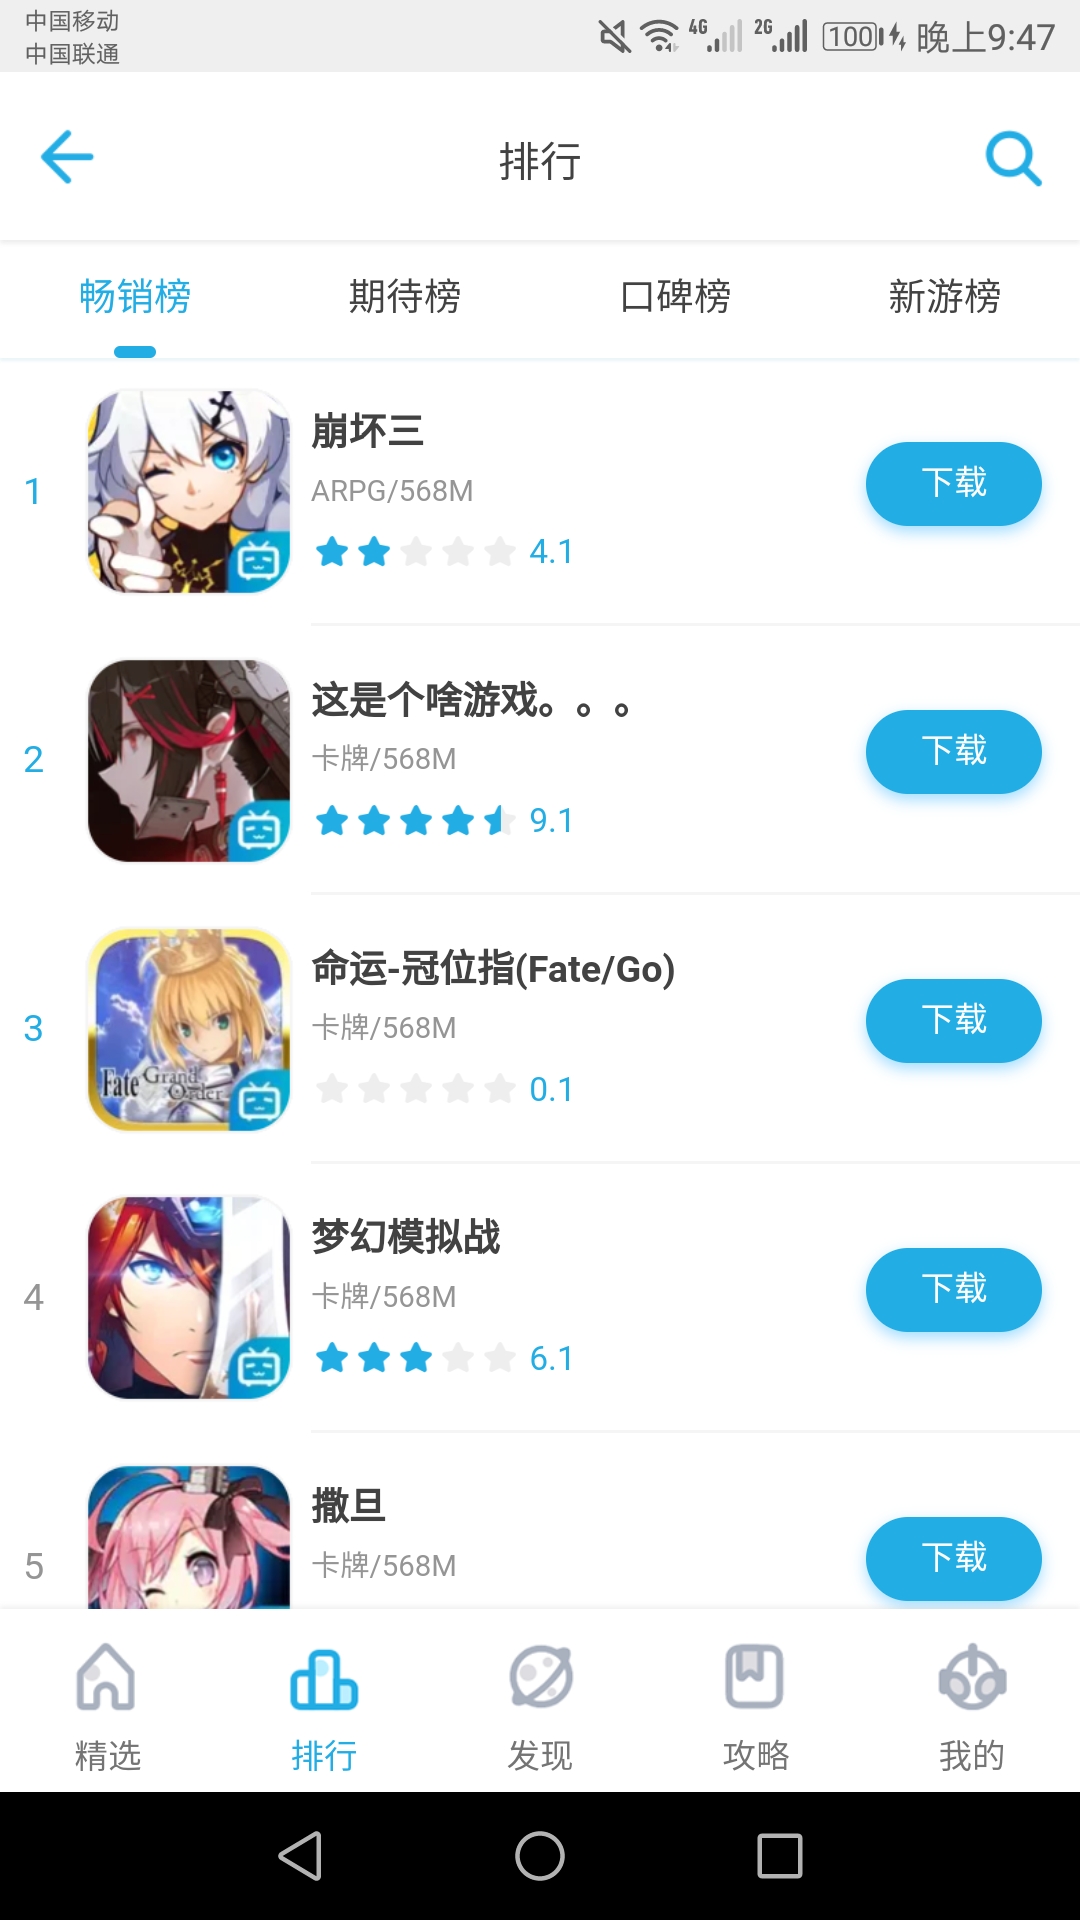 中国移动
中国联通
4G 2G 100 晚上9:47
排行
畅销榜 期待榜 口碑榜 新游榜
1
崩坏三
ARPG/568M
4.1
下载
2
这是个啥游戏。。。
卡牌/568M
9.1
下载
3
Fate Grand Order
命运-冠位指(Fate/Go)
卡牌/568M
0.1
下载
4
梦幻模拟战
卡牌/568M
6.1
下载
5
撒旦
卡牌/568M
下载
精选 排行 发现 攻略 我的